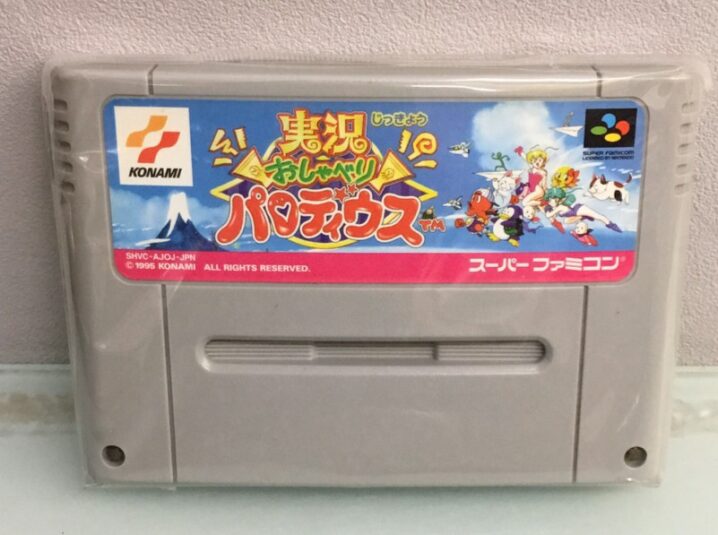 KONAMI
じっきょう
実況
おしゃべり
パロディウス TM
SUPER FAMICOM
LICENSED BY NINTENDO
SHVC-AJOJ-JPN
© 1995 KONAMI ALL RIGHTS RESERVED.
スーパーファミコン